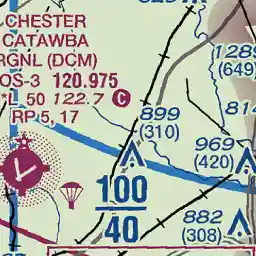 CHESTER
CATAWBA
RGNL (DCM)
OS-3 120.975
*L 50 122.7 C
RP 5, 17
1289
(649)
814
899
(310)
969
(420)
100
40
882
(308)